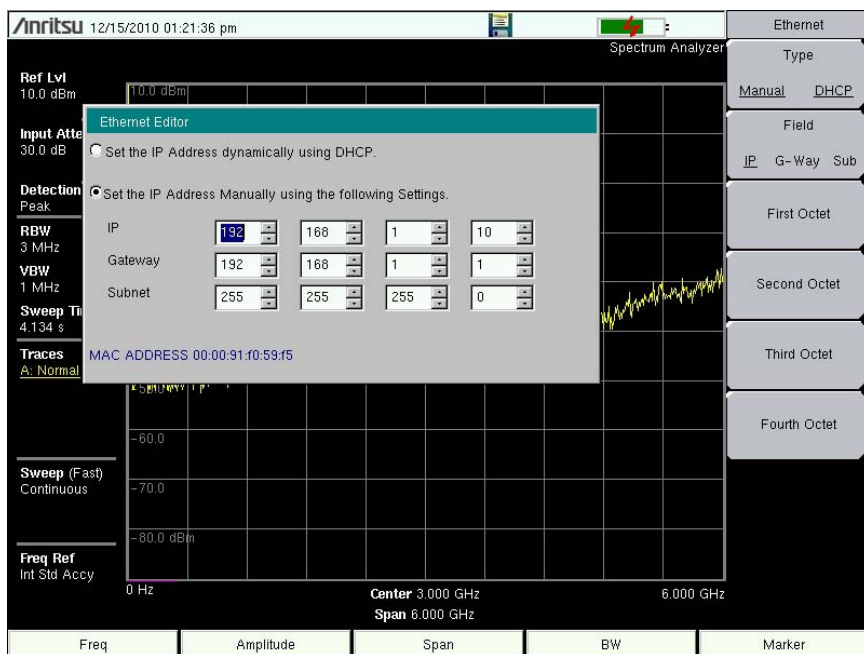 Anritsu 12/15/2010 01:21:36 pm
Spectrum Analyzer
Ref Lvl
10.0 dBm
Input Atte
30.0 dB
Detection
Peak
RBW
3 MHz
VBW
1 MHz
Sweep Ti
4.134 s
Traces
A: Normal
Sweep (Fast)
Continuous
Freq Ref
Int Std Accy
10.0 dBm
Ethernet Editor
Set the IP Address dynamically using DHCP.
Set the IP Address Manually using the following Settings.
IP 192 168 1 10
Gateway 192 168 1 1
Subnet 255 255 255 0
MAC ADDRESS 00:00:91:f0:59:f5
-60.0
-70.0
-80.0 dBm
0 Hz
Center 3.000 GHz
6.000 GHz
Span 6.000 GHz
Ethernet
Type
Manual DHCP
Field
IP G-Way Sub
First Octet
Second Octet
Third Octet
Fourth Octet
Freq
Amplitude
Span
BW
Marker